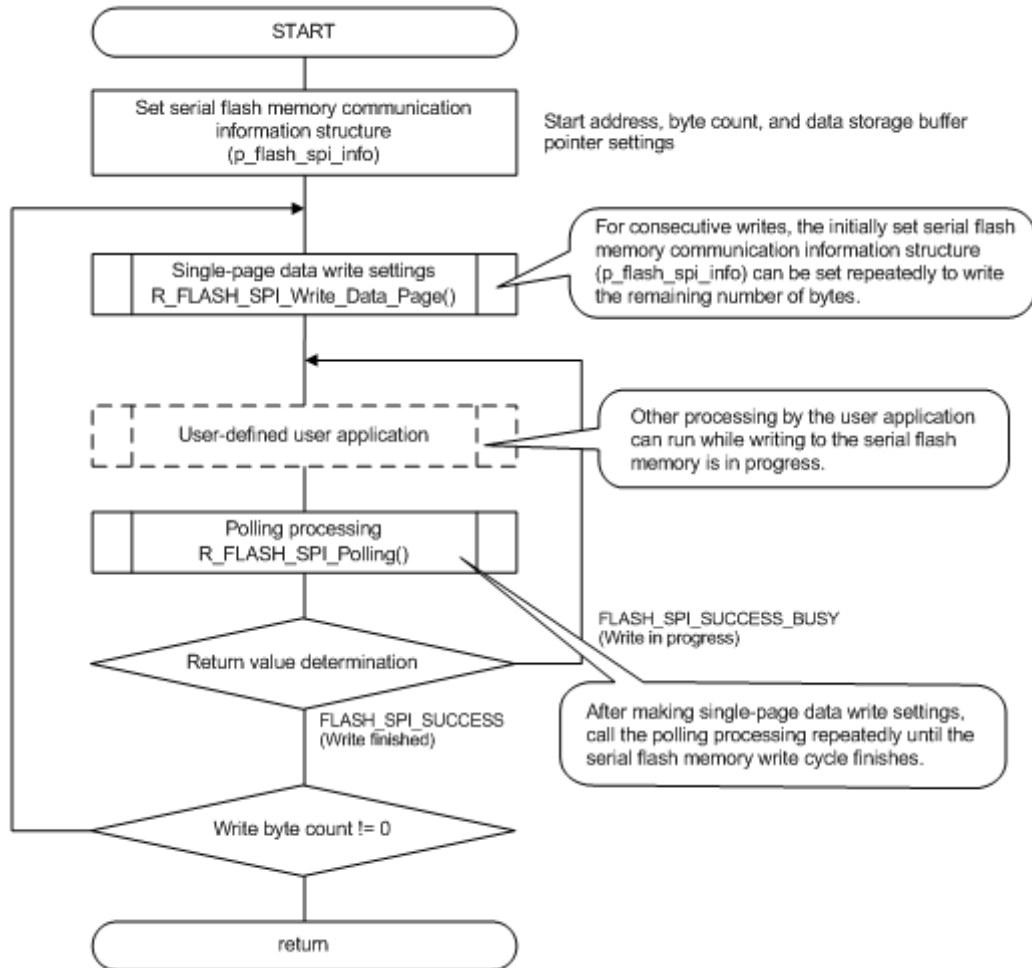 START
Set serial flash memory communication
information structure
(p_flash_spi_info)
Start address, byte count, and data storage buffer
pointer settings
For consecutive writes, the initially set serial flash
memory communication information structure
(p_flash_spi_info) can be set repeatedly to write
the remaining number of bytes.
Single-page data write settings
R_FLASH_SPI_Write_Data_Page()
User-defined user application
Other processing by the user application
can run while writing to the serial flash
memory is in progress.
Polling processing
R_FLASH_SPI_Polling()
FLASH_SPI_SUCCESS_BUSY
(Write in progress)
Return value determination
FLASH_SPI_SUCCESS
(Write finished)
After making single-page data write settings,
call the polling processing repeatedly until the
serial flash memory write cycle finishes.
Write byte count != 0
return